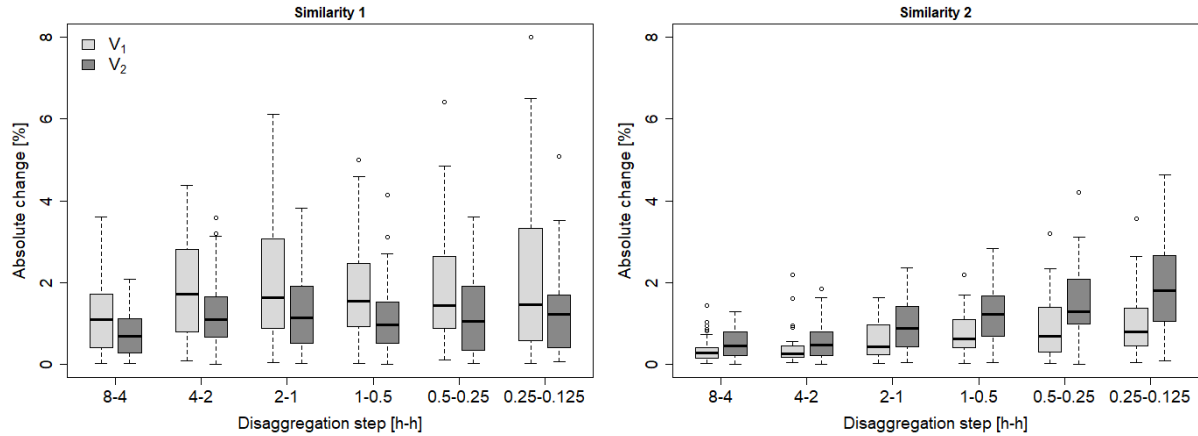 Similarity 1
Absolute change [%]
8
6
4
2
0
V1
V2
8-4 4-2 2-1 1-0.5 0.5-0.25 0.25-0.125
Disaggregation step [h-h]
Similarity 2
Absolute change [%]
8
6
4
2
0
8-4 4-2 2-1 1-0.5 0.5-0.25 0.25-0.125
Disaggregation step [h-h]